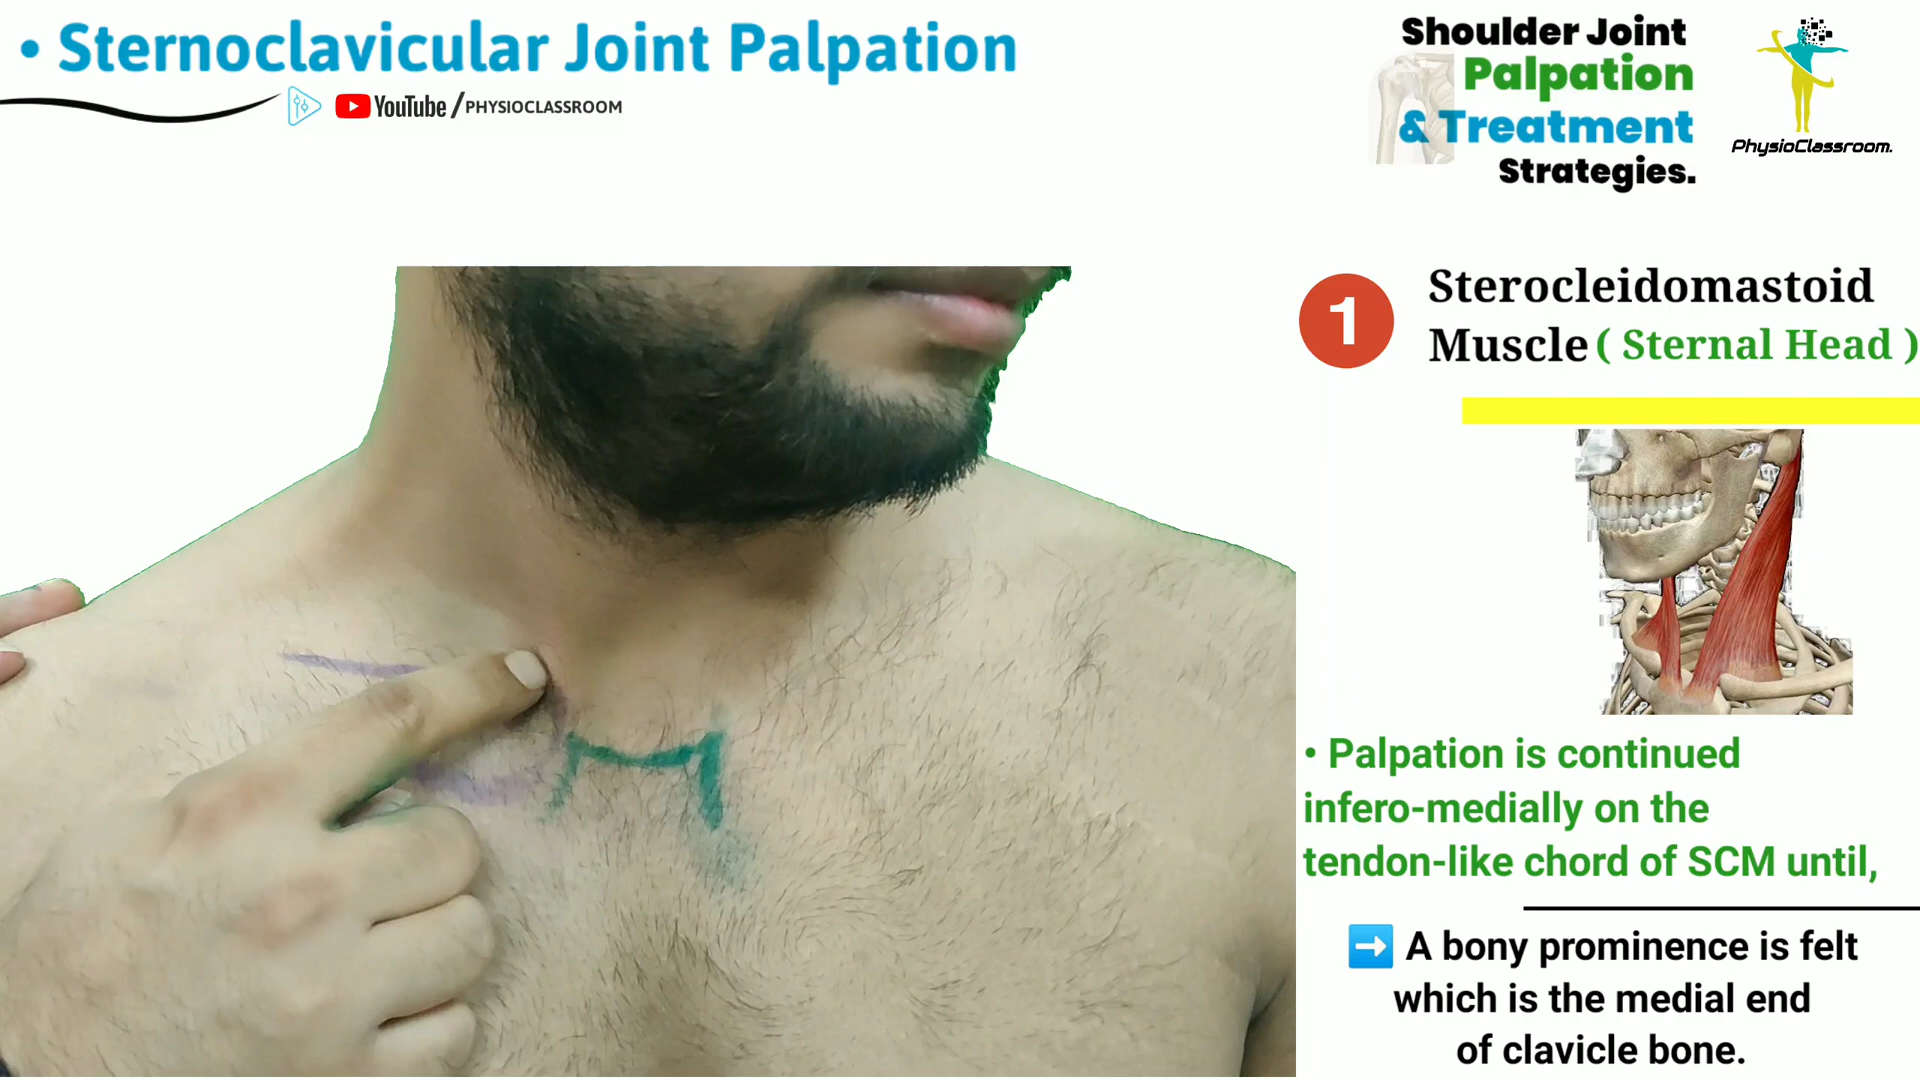 • Sternoclavicular Joint Palpation
YouTube /PHYSIOCLASSROOM
Shoulder Joint
Palpation
& Treatment
Strategies.
PhysioClassroom.
1
Sterocleidomastoid
Muscle ( Sternal Head )
• Palpation is continued
infero-medially on the
tendon-like chord of SCM until,
➡ A bony prominence is felt
which is the medial end
of clavicle bone.